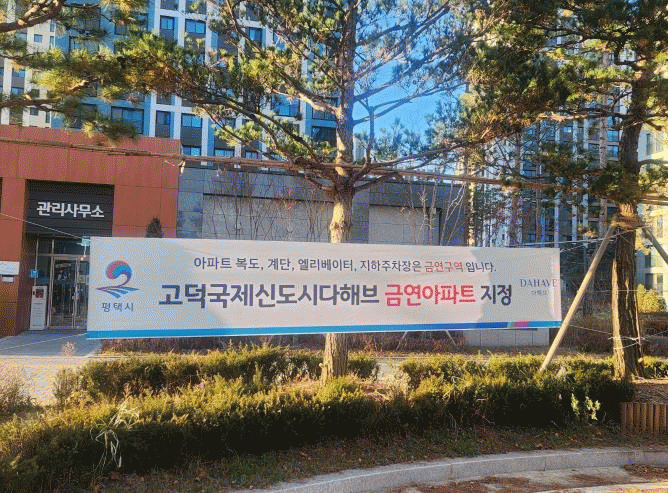 관리사무소
아파트 복도, 계단, 엘리베이터, 지하주차장은 금연구역 입니다.
평택시
고덕국제신도시다해브 금연아파트 지정
DAHAVE